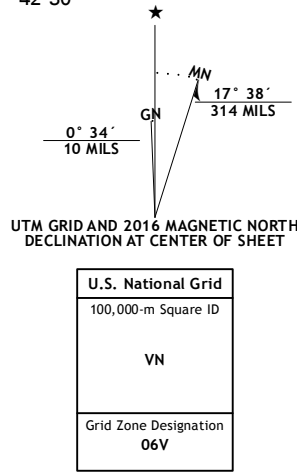 42'30"
MN
GN
17° 38´
314 MILS
0° 34´
10 MILS
UTM GRID AND 2016 MAGNETIC NORTH
DECLINATION AT CENTER OF SHEET
U.S. National Grid
100,000-m Square ID
VN
Grid Zone Designation
06V